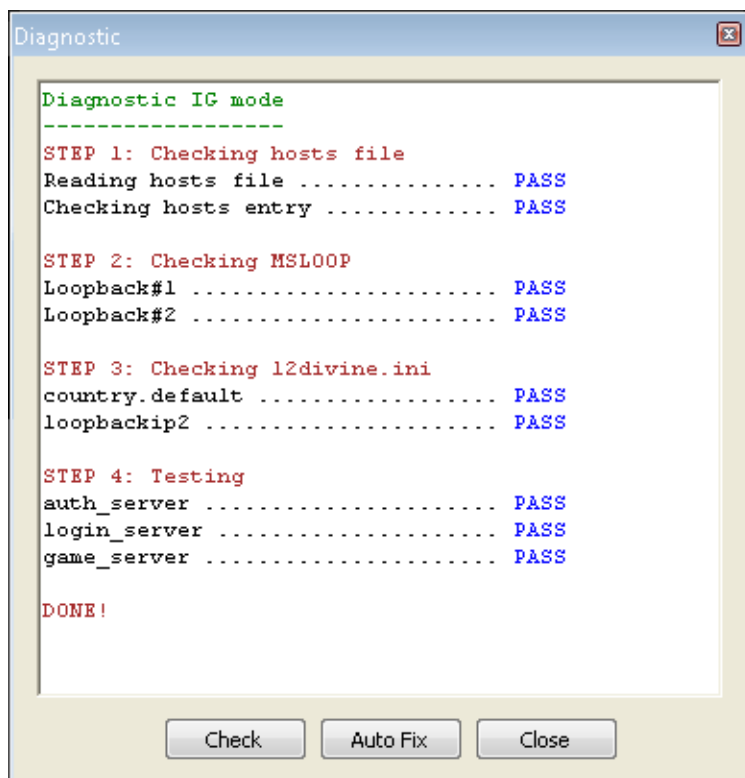 Diagnostic
Diagnostic IG mode
------------------
STEP 1: Checking hosts file
Reading hosts file ............... PASS
Checking hosts entry ............. PASS
STEP 2: Checking MSLOOP
Loopback#1 ....................... PASS
Loopback#2 ....................... PASS
STEP 3: Checking l2divine.ini
country.default .................. PASS
loopbackip2 ...................... PASS
STEP 4: Testing
auth_server ...................... PASS
login_server ..................... PASS
game_server ...................... PASS
DONE!
Check Auto Fix Close